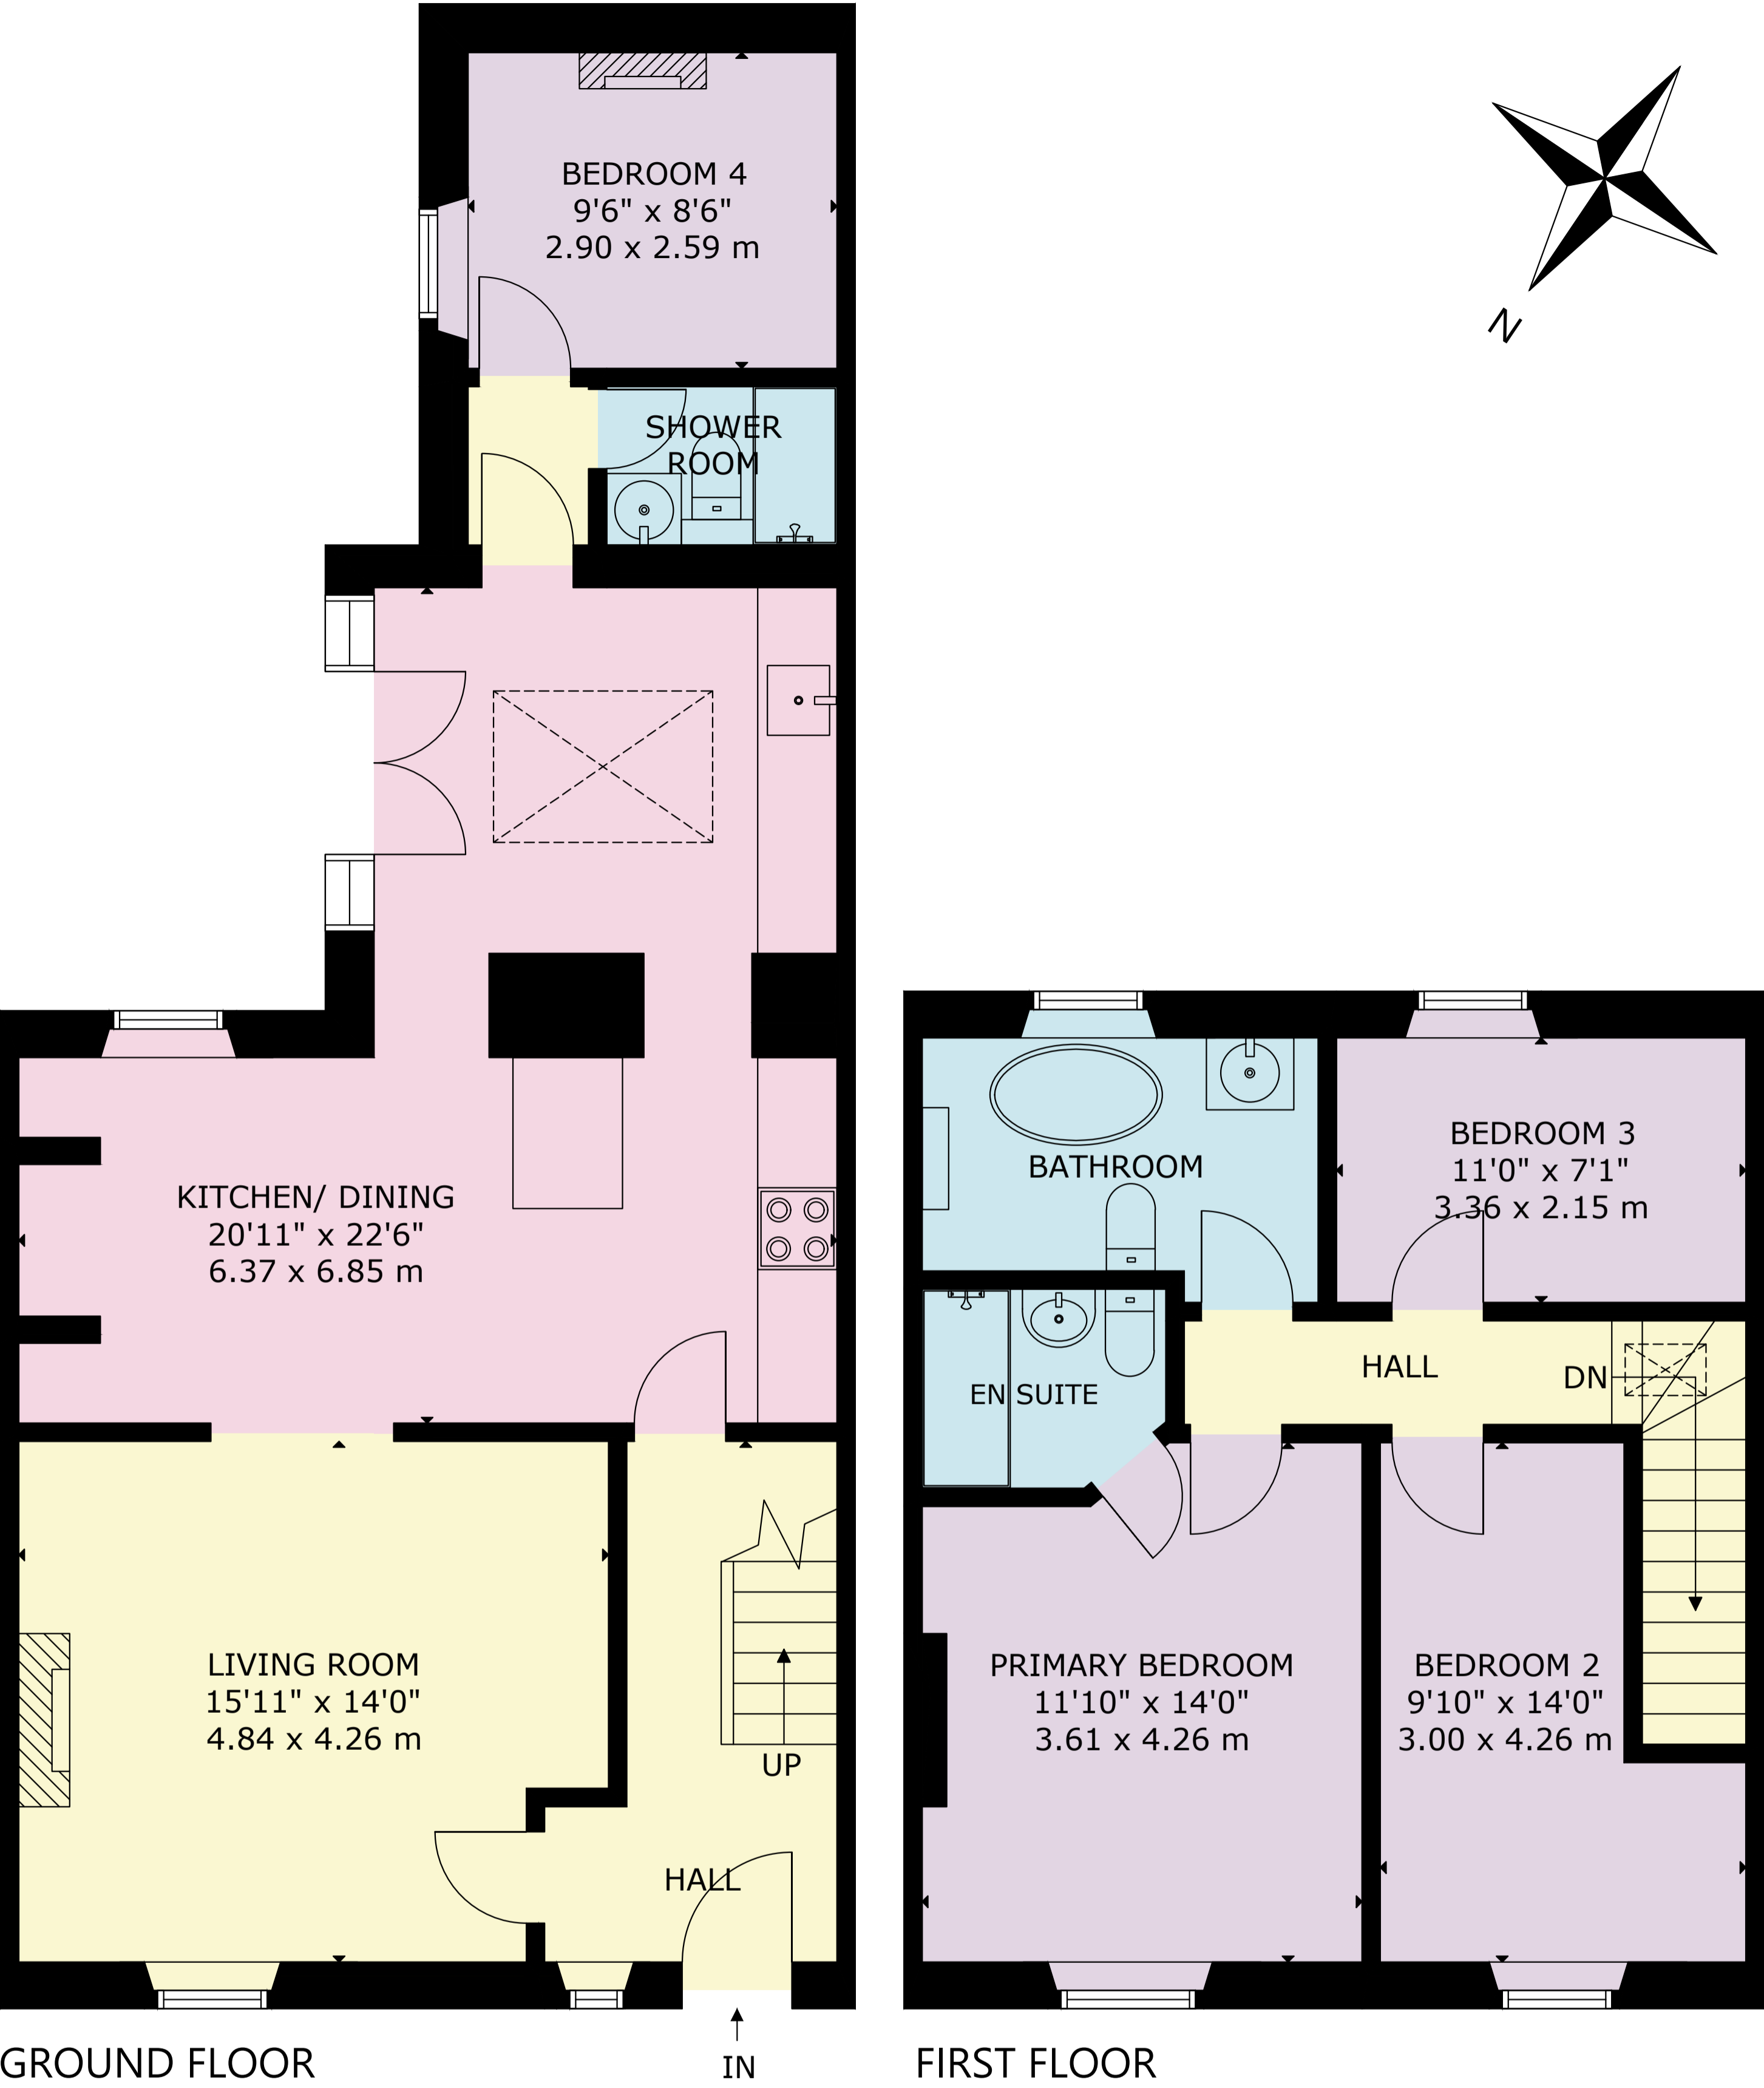 BEDROOM 4
9'6" x 8'6"
2.90 x 2.59 m
N
SHOWER
ROOM
KITCHEN/ DINING
20'11" x 22'6"
6.37 x 6.85 m
LIVING ROOM
15'11" x 14'0"
4.84 x 4.26 m
UP
HALL
IN
GROUND FLOOR
BATHROOM
BEDROOM 3
11'0" x 7'1"
3.36 x 2.15 m
EN SUITE
HALL
DN
PRIMARY BEDROOM
11'10" x 14'0"
3.61 x 4.26 m
BEDROOM 2
9'10" x 14'0"
3.00 x 4.26 m
FIRST FLOOR